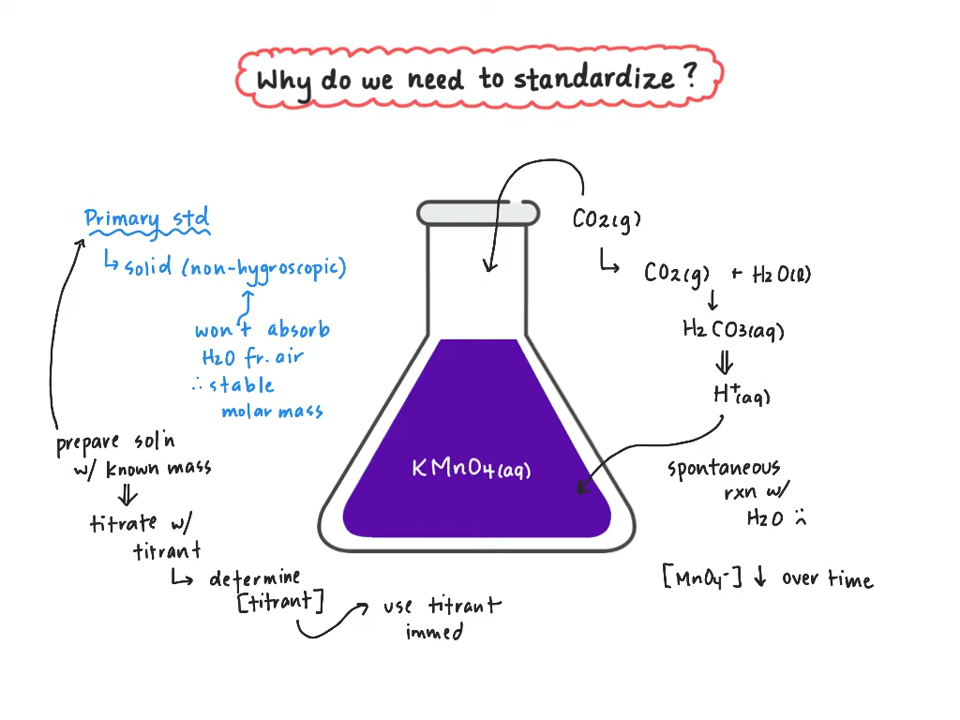 Why do we need to standardize?
Primary std
↳ solid (non-hygroscopic)
won't absorb
H₂O fr. air
∴ stable
molar mass
prepare sol'n
w/ known mass
⇓
titrate w/
titrant
↳ determine
[titrant]
use titrant
immed
KMnO₄(aq)
CO₂(g)
↳ CO₂(g) + H₂O(l)
↓
H₂CO₃(aq)
⇓
H⁺(aq)
spontaneous
rxn w/
H₂O ☹
[MnO₄⁻] ↓ over time